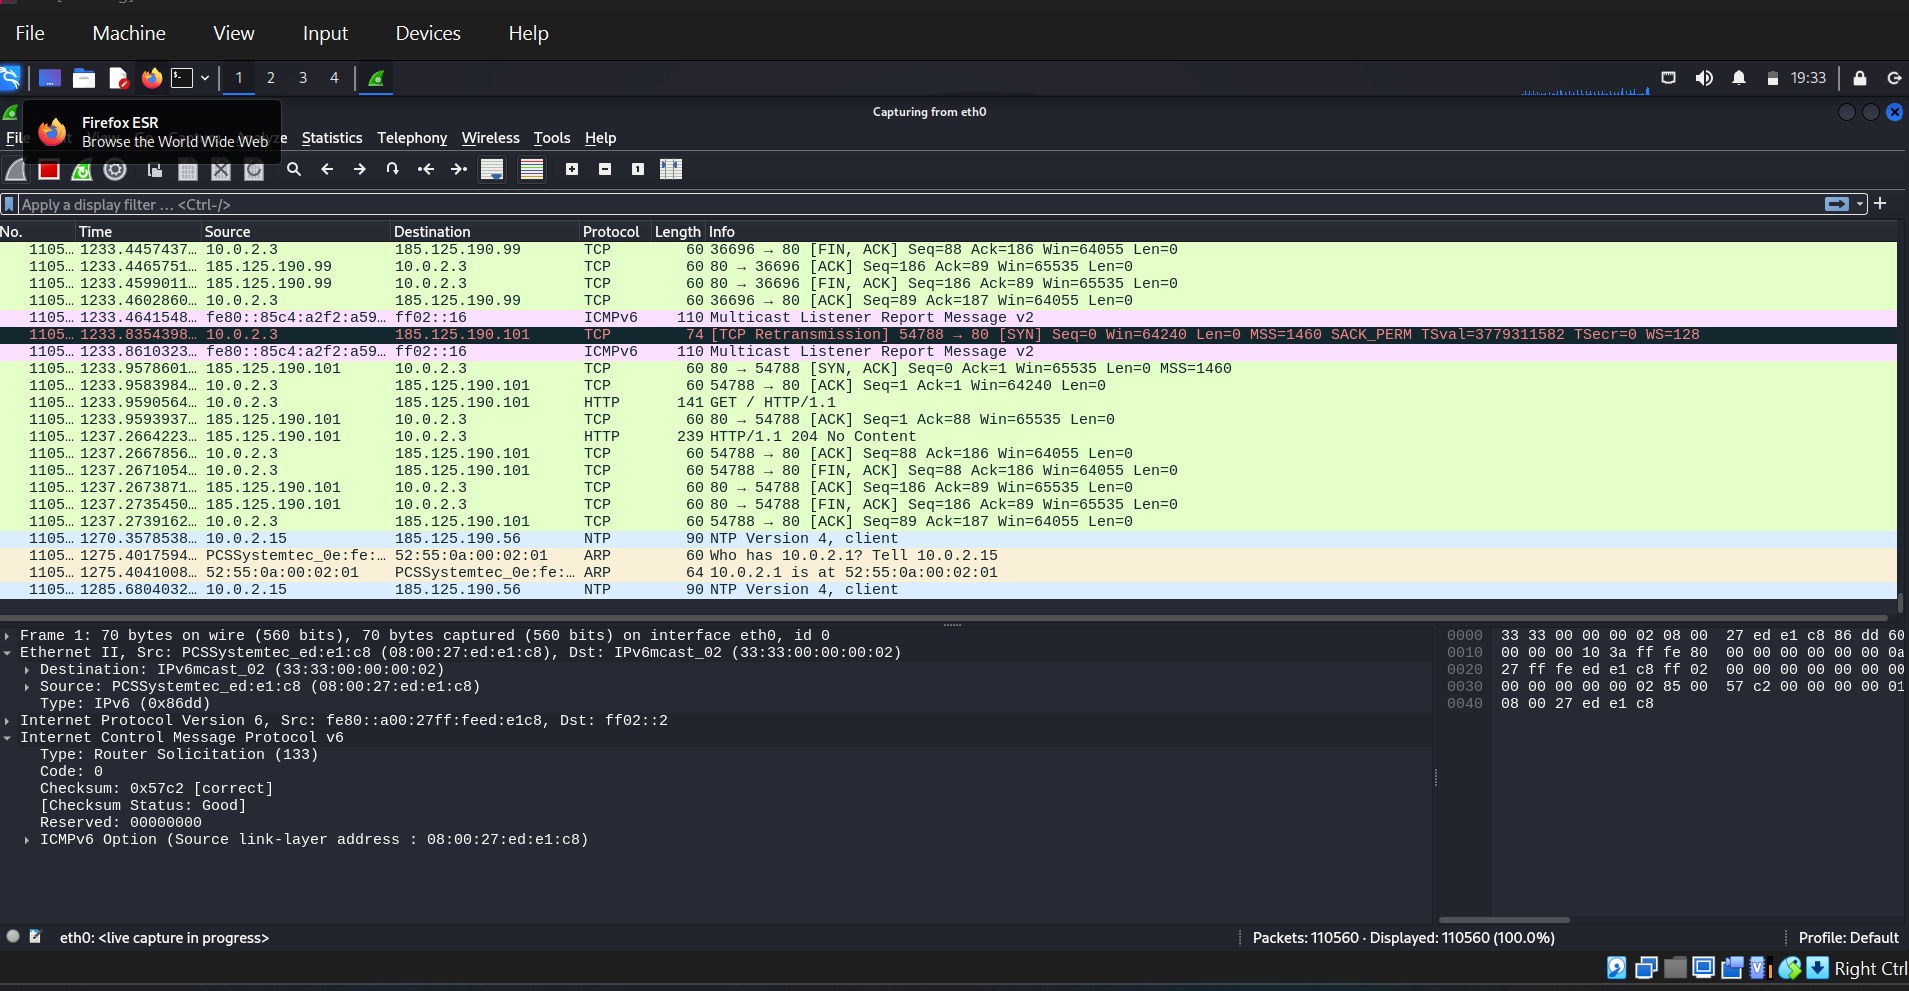 File Machine View Input Devices Help
1 2 3 4 19:33
Capturing from eth0
Firefox ESR
Browse the World Wide Web
Statistics Telephony Wireless Tools Help
Apply a display filter … <Ctrl-/>
No. Time Source Destination Protocol Length Info
1105… 1233.4457437… 10.0.2.3 185.125.190.99 TCP 60 36696 → 80 [FIN, ACK] Seq=88 Ack=186 Win=64055 Len=0
1105… 1233.4465751… 185.125.190.99 10.0.2.3 TCP 60 80 → 36696 [ACK] Seq=186 Ack=89 Win=65535 Len=0
1105… 1233.4599011… 185.125.190.99 10.0.2.3 TCP 60 80 → 36696 [FIN, ACK] Seq=186 Ack=89 Win=65535 Len=0
1105… 1233.4602860… 10.0.2.3 185.125.190.99 TCP 60 36696 → 80 [ACK] Seq=89 Ack=187 Win=64055 Len=0
1105… 1233.4641548… fe80::85c4:a2f2:a59… ff02::16 ICMPv6 110 Multicast Listener Report Message v2
1105… 1233.8354398… 10.0.2.3 185.125.190.101 TCP 74 [TCP Retransmission] 54788 → 80 [SYN] Seq=0 Win=64240 Len=0 MSS=1460 SACK_PERM TSval=3779311582 TSecr=0 WS=128
1105… 1233.8610323… fe80::85c4:a2f2:a59… ff02::16 ICMPv6 110 Multicast Listener Report Message v2
1105… 1233.9578601… 185.125.190.101 10.0.2.3 TCP 60 80 → 54788 [SYN, ACK] Seq=0 Ack=1 Win=65535 Len=0 MSS=1460
1105… 1233.9583984… 10.0.2.3 185.125.190.101 TCP 60 54788 → 80 [ACK] Seq=1 Ack=1 Win=64240 Len=0
1105… 1233.9590564… 10.0.2.3 185.125.190.101 HTTP 141 GET / HTTP/1.1
1105… 1233.9593937… 185.125.190.101 10.0.2.3 TCP 60 80 → 54788 [ACK] Seq=1 Ack=88 Win=65535 Len=0
1105… 1237.2664223… 185.125.190.101 10.0.2.3 HTTP 239 HTTP/1.1 204 No Content
1105… 1237.2667856… 10.0.2.3 185.125.190.101 TCP 60 54788 → 80 [ACK] Seq=88 Ack=186 Win=64055 Len=0
1105… 1237.2671054… 10.0.2.3 185.125.190.101 TCP 60 54788 → 80 [FIN, ACK] Seq=88 Ack=186 Win=64055 Len=0
1105… 1237.2673871… 185.125.190.101 10.0.2.3 TCP 60 80 → 54788 [ACK] Seq=186 Ack=89 Win=65535 Len=0
1105… 1237.2735450… 185.125.190.101 10.0.2.3 TCP 60 80 → 54788 [FIN, ACK] Seq=186 Ack=89 Win=65535 Len=0
1105… 1237.2739162… 10.0.2.3 185.125.190.101 TCP 60 54788 → 80 [ACK] Seq=89 Ack=187 Win=64055 Len=0
1105… 1270.3578538… 10.0.2.15 185.125.190.56 NTP 90 NTP Version 4, client
1105… 1275.4017594… PCSSystemtec_0e:fe:… 52:55:0a:00:02:01 ARP 60 Who has 10.0.2.1? Tell 10.0.2.15
1105… 1275.4041008… 52:55:0a:00:02:01 PCSSystemtec_0e:fe:… ARP 64 10.0.2.1 is at 52:55:0a:00:02:01
1105… 1285.6804032… 10.0.2.15 185.125.190.56 NTP 90 NTP Version 4, client
Frame 1: 70 bytes on wire (560 bits), 70 bytes captured (560 bits) on interface eth0, id 0
Ethernet II, Src: PCSSystemtec_ed:e1:c8 (08:00:27:ed:e1:c8), Dst: IPv6mcast_02 (33:33:00:00:00:02)
Destination: IPv6mcast_02 (33:33:00:00:00:02)
Source: PCSSystemtec_ed:e1:c8 (08:00:27:ed:e1:c8)
Type: IPv6 (0x86dd)
Internet Protocol Version 6, Src: fe80::a00:27ff:feed:e1c8, Dst: ff02::2
Internet Control Message Protocol v6
Type: Router Solicitation (133)
Code: 0
Checksum: 0x57c2 [correct]
[Checksum Status: Good]
Reserved: 00000000
ICMPv6 Option (Source link-layer address : 08:00:27:ed:e1:c8)
0000 33 33 00 00 00 02 08 00 27 ed e1 c8 86 dd 60
0010 00 00 00 10 3a ff fe 80 00 00 00 00 00 00 0a
0020 27 ff fe ed e1 c8 ff 02 00 00 00 00 00 00 00
0030 00 00 00 00 00 02 85 00 57 c2 00 00 00 00 01
0040 08 00 27 ed e1 c8
eth0: <live capture in progress> Packets: 110560 · Displayed: 110560 (100.0%) Profile: Default
Right Ctrl